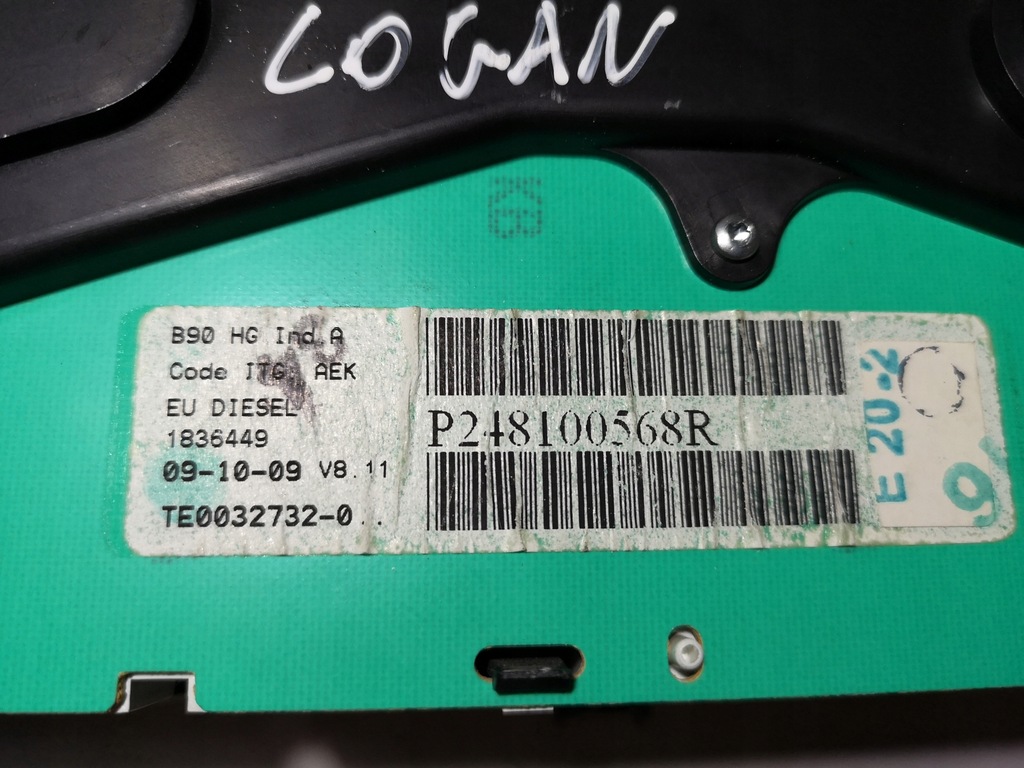 LOGAN
B90 HG Ind A
Code ITG AEK
EU DIESEL
1836449
09-10-09 V8.11
TE0032732-0..
P248100568R
E 20-2
9